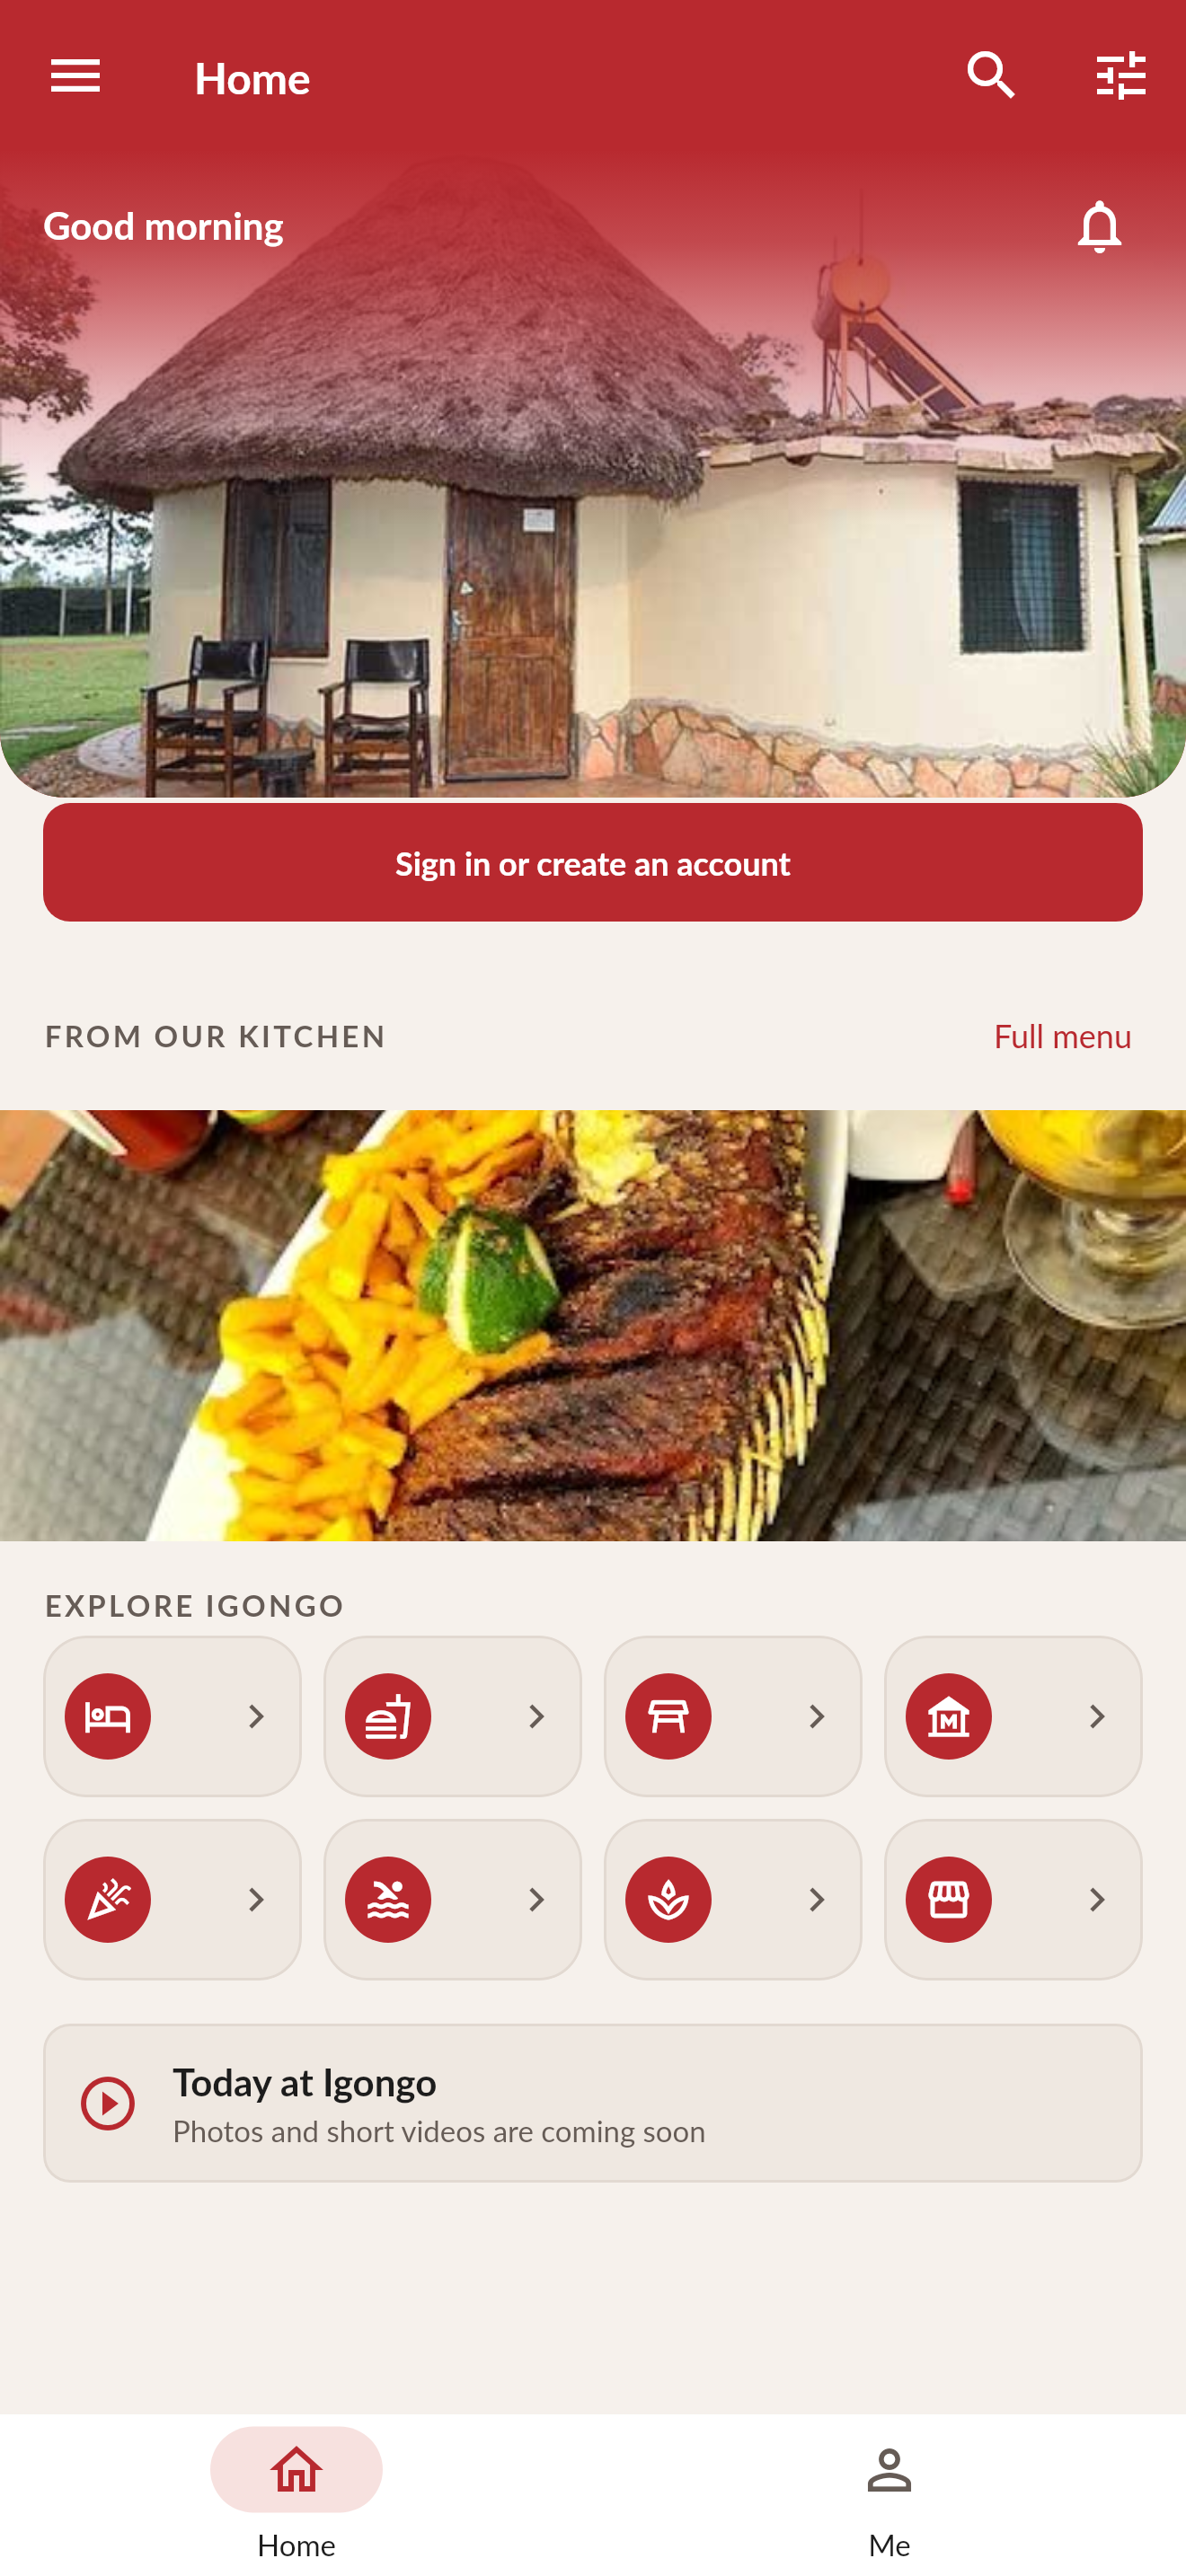 Home
Good morning
Sign in or create an account
FROM OUR KITCHEN
Full menu
EXPLORE IGONGO
Today at Igongo
Photos and short videos are coming soon
Home
Me